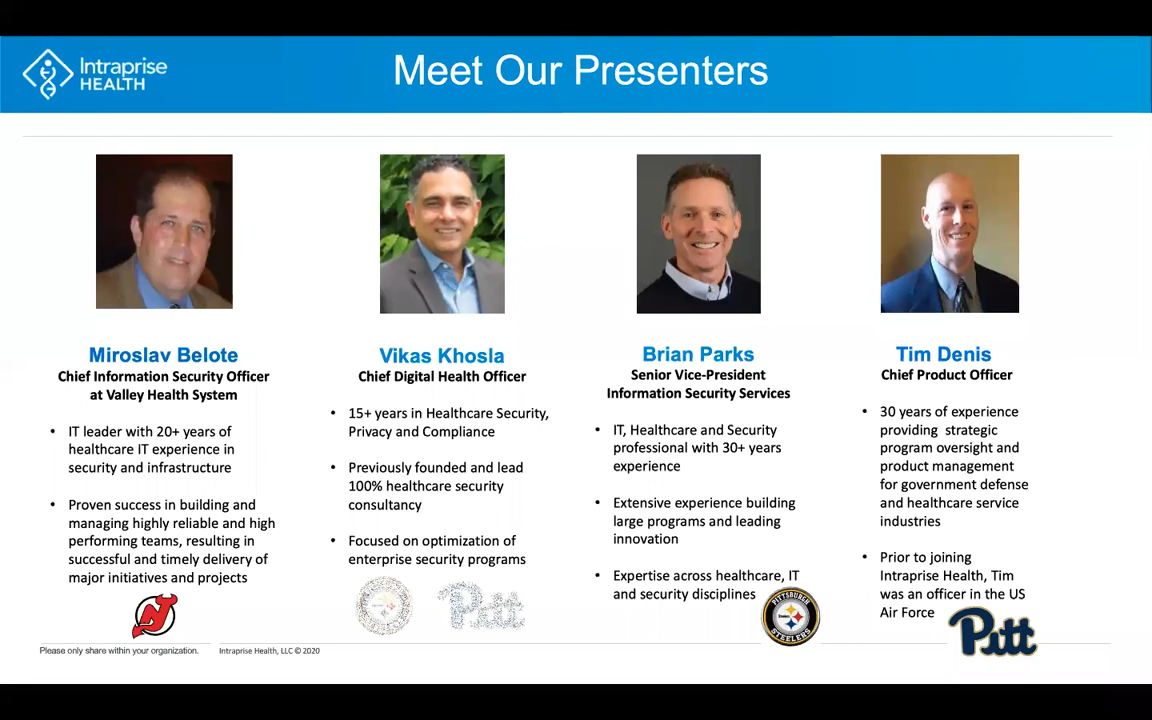 Intraprise
HEALTH
Meet Our Presenters
Miroslav Belote
Chief Information Security Officer
at Valley Health System
• IT leader with 20+ years of
healthcare IT experience in
security and infrastructure
• Proven success in building and
managing highly reliable and high
performing teams, resulting in
successful and timely delivery of
major initiatives and projects
Vikas Khosla
Chief Digital Health Officer
• 15+ years in Healthcare Security,
Privacy and Compliance
• Previously founded and lead
100% healthcare security
consultancy
• Focused on optimization of
enterprise security programs
Pitt
Brian Parks
Senior Vice-President
Information Security Services
• IT, Healthcare and Security
professional with 30+ years
experience
• Extensive experience building
large programs and leading
innovation
• Expertise across healthcare, IT
and security disciplines
PITTSBURGH
Steelers
STEELERS
Tim Denis
Chief Product Officer
• 30 years of experience
providing strategic
program oversight and
product management
for government defense
and healthcare service
industries
• Prior to joining
Intraprise Health, Tim
was an officer in the US
Air Force
Pitt
Please only share within your organization.
Intraprise Health, LLC © 2020